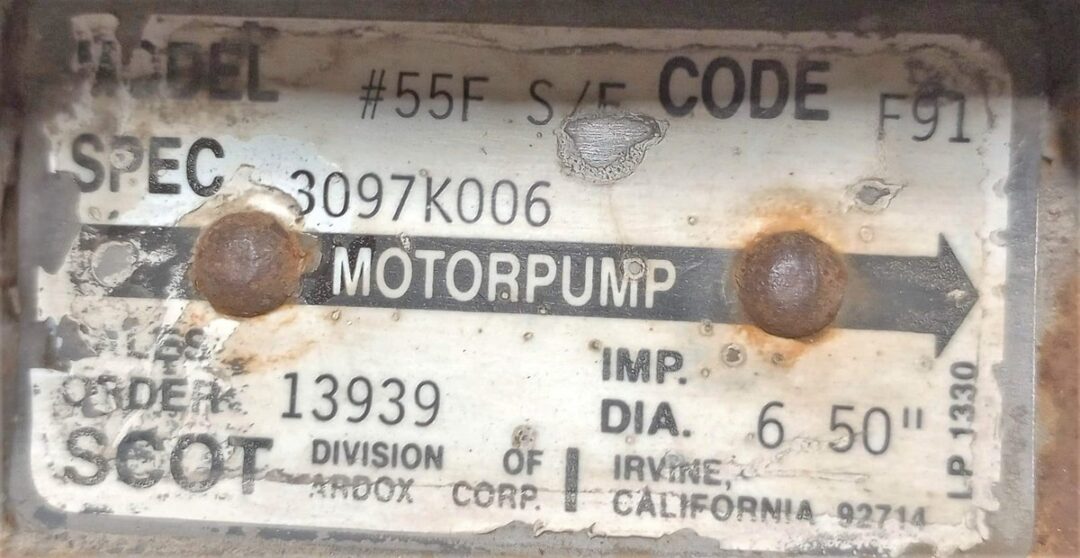 MODEL #55F S/F CODE F91
SPEC 3097K006
MOTORPUMP
ORDER 13939
IMP.
DIA. 6 50"
SCOT
DIVISION OF
ARDOX CORP.
IRVINE,
CALIFORNIA 92714
LP 1330